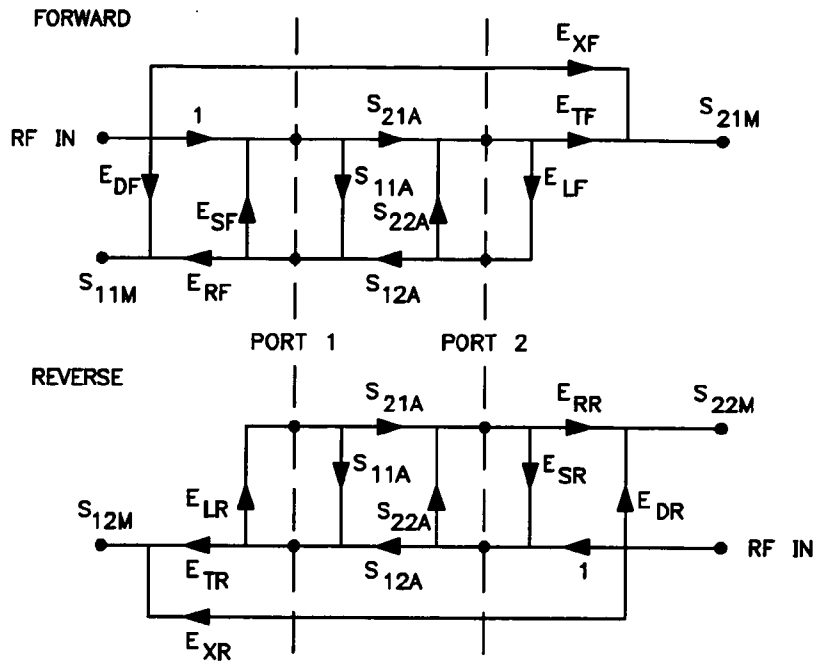 FORWARD
E_XF
1
S_21A
E_TF
S_21M
RF IN
E_DF
S_11A
E_LF
E_SF
S_22A
S_11M
E_RF
S_12A
PORT 1
PORT 2
REVERSE
S_21A
E_RR
S_22M
S_11A
E_SR
E_LR
S_22A
E_DR
S_12M
RF IN
E_TR
S_12A
1
E_XR